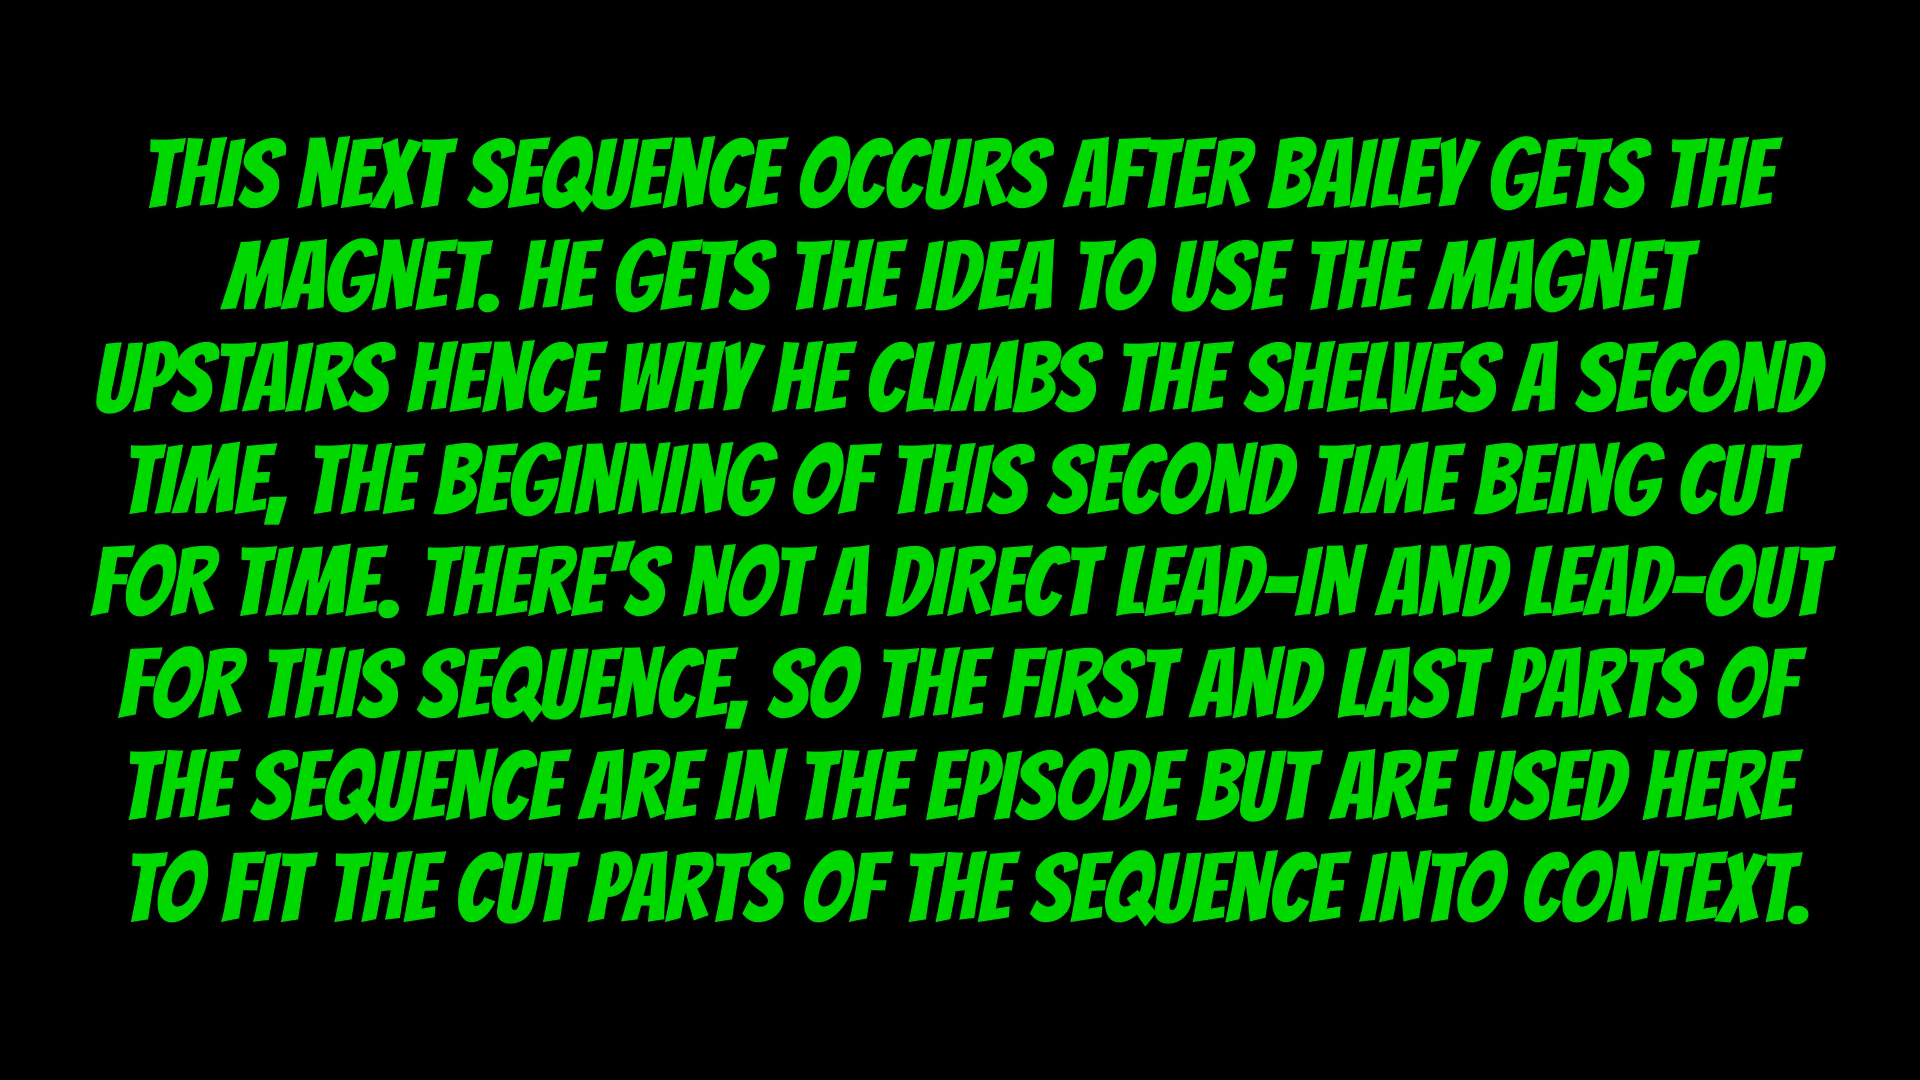 THIS NEXT SEQUENCE OCCURS AFTER BAILEY GETS THE
MAGNET. HE GETS THE IDEA TO USE THE MAGNET
UPSTAIRS HENCE WHY HE CLIMBS THE SHELVES A SECOND
TIME, THE BEGINNING OF THIS SECOND TIME BEING CUT
FOR TIME. THERE'S NOT A DIRECT LEAD-IN AND LEAD-OUT
FOR THIS SEQUENCE, SO THE FIRST AND LAST PARTS OF
THE SEQUENCE ARE IN THE EPISODE BUT ARE USED HERE
TO FIT THE CUT PARTS OF THE SEQUENCE INTO CONTEXT.